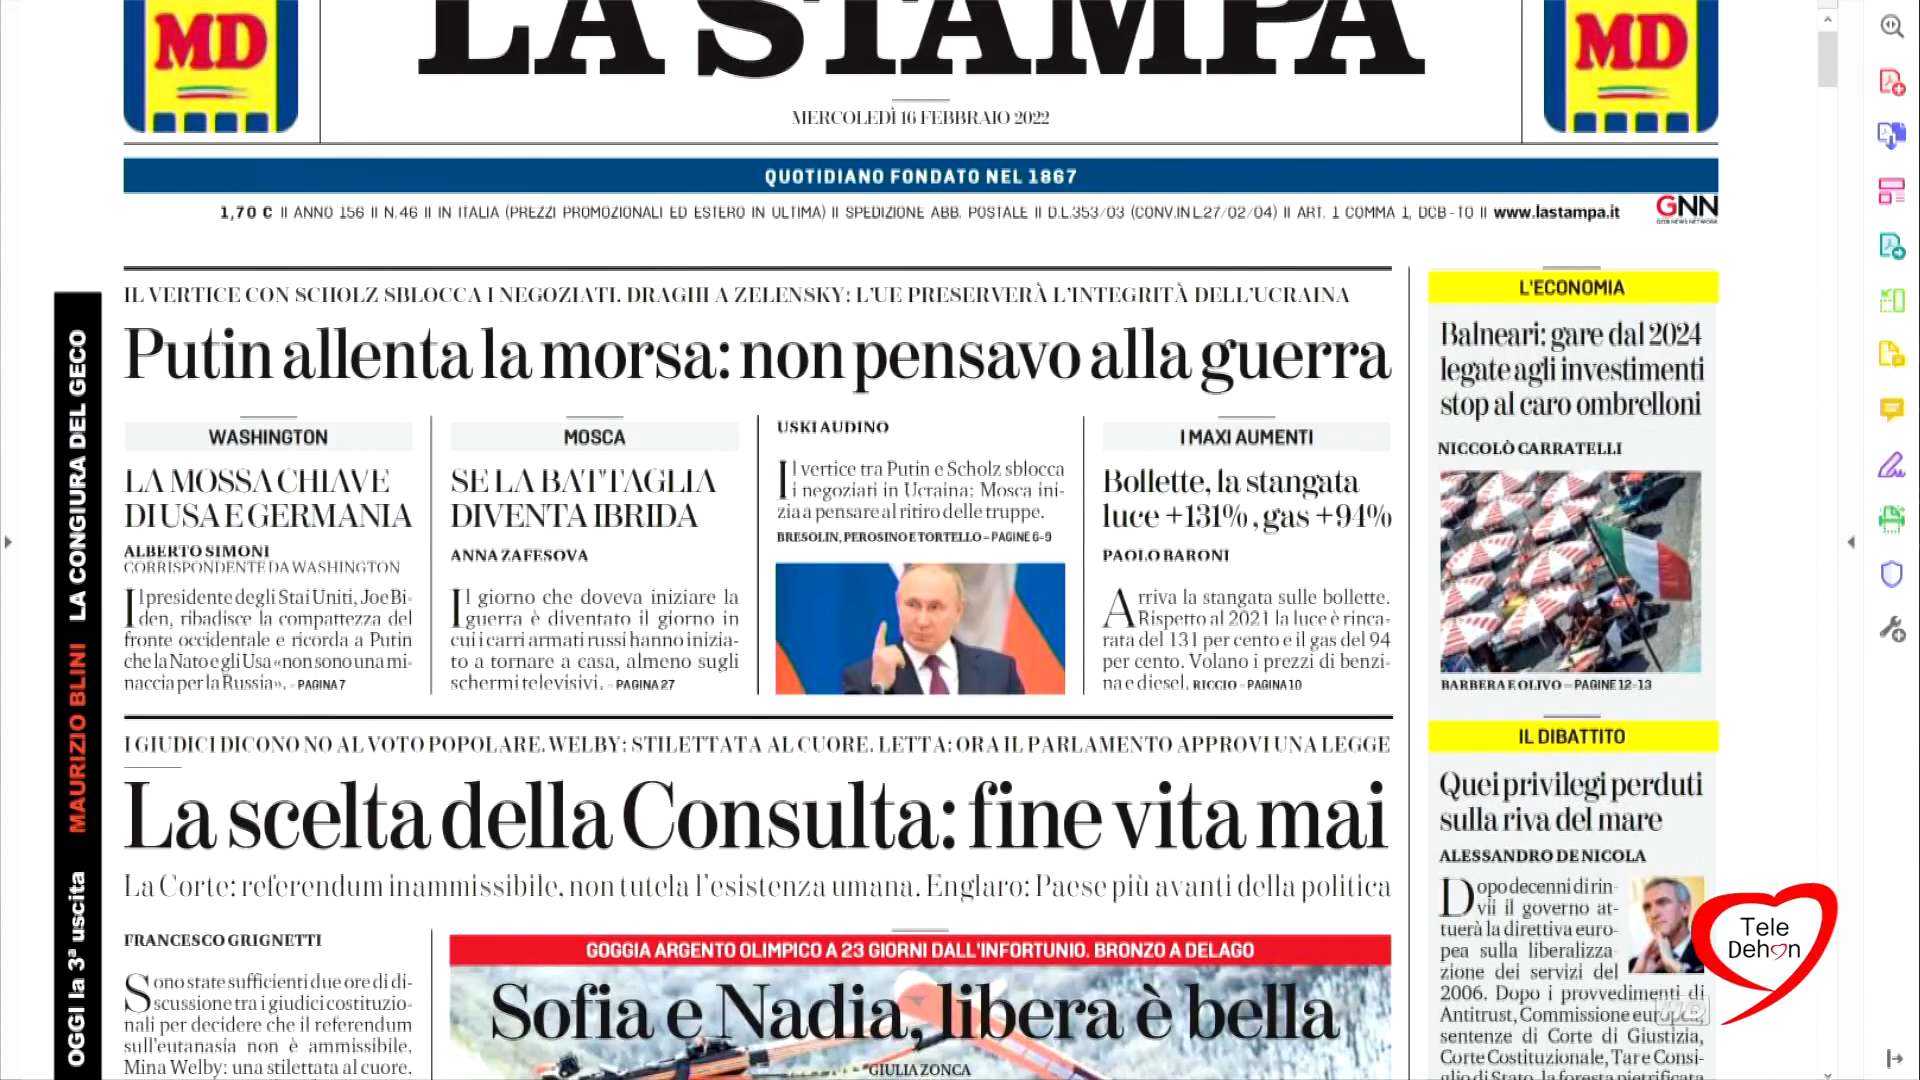 MD
LA STAMPA
MD
MERCOLEDÌ 16 FEBBRAIO 2022
QUOTIDIANO FONDATO NEL 1867
1,70 C II ANNO 156 II N.46 II IN ITALIA (PREZZI PROMOZIONALI ED ESTERO IN ULTIMA) II SPEDIZIONE ABB. POSTALE II D.L.353/03 (CONV.IN L.27/02/04) II ART. 1 COMMA 1, DCB-TO II www.lastampa.it
GNN
OGGI la 3ª uscita MAURIZIO BLINI LA CONGIURA DEL GECO
IL VERTICE CON SCHOLZ SBLOCCA I NEGOZIATI. DRAGHI A ZELENSKY: L'UE PRESERVERÀ L'INTEGRITÀ DELL'UCRAINA
Putin allenta la morsa: non pensavo alla guerra
WASHINGTON
LA MOSSA CHIAVE
DI USA E GERMANIA
ALBERTO SIMONI
CORRISPONDENTE DA WASHINGTON
Il presidente degli Stai Uniti, Joe Bi-
den, ribadisce la compattezza del
fronte occidentale e ricorda a Putin
che la Nato e gli Usa «non sono una mi-
naccia per la Russia». – PAGINA 7
MOSCA
SE LA BATTAGLIA
DIVENTA IBRIDA
ANNA ZAFESOVA
Il giorno che doveva iniziare la
guerra è diventato il giorno in
cui i carri armati russi hanno inizia-
to a tornare a casa, almeno sugli
schermi televisivi. – PAGINA 27
USKI AUDINO
Il vertice tra Putin e Scholz sblocca
i negoziati in Ucraina: Mosca ini-
zia a pensare al ritiro delle truppe.
BRESOLIN, PEROSINO E TORTELLO – PAGINE 6-9
I MAXI AUMENTI
Bollette, la stangata
luce +131%, gas +94%
PAOLO BARONI
Arriva la stangata sulle bollette.
Rispetto al 2021 la luce è rinca-
rata del 131 per cento e il gas del 94
per cento. Volano i prezzi di benzi-
na e diesel. RICCIO – PAGINA 10
I GIUDICI DICONO NO AL VOTO POPOLARE. WELBY: STILETTATA AL CUORE. LETTA: ORA IL PARLAMENTO APPROVI UNA LEGGE
La scelta della Consulta: fine vita mai
La Corte: referendum inammissibile, non tutela l'esistenza umana. Englaro: Paese più avanti della politica
FRANCESCO GRIGNETTI
Sono state sufficienti due ore di di-
scussione tra i giudici costituzio-
nali per decidere che il referendum
sull'eutanasia non è ammissibile.
Mina Welby: una stilettata al cuore.
GOGGIA ARGENTO OLIMPICO A 23 GIORNI DALL'INFORTUNIO. BRONZO A DELAGO
Sofia e Nadia, libera è bella
GIULIA ZONCA
L'ECONOMIA
Balneari: gare dal 2024
legate agli investimenti
stop al caro ombrelloni
NICCOLÒ CARRATELLI
BARBERA E OLIVO – PAGINE 12-13
IL DIBATTITO
Quei privilegi perduti
sulla riva del mare
ALESSANDRO DE NICOLA
Dopo decenni di rin-
vii il governo at-
tuerà la direttiva euro-
pea sulla liberalizza-
zione dei servizi del
2006. Dopo i provvedimenti di
Antitrust, Commissione europea,
sentenze di Corte di Giustizia,
Corte Costituzionale, Tar e Consi-
glio di Stato, la foresta pietrificata
Tele
Dehon
HD